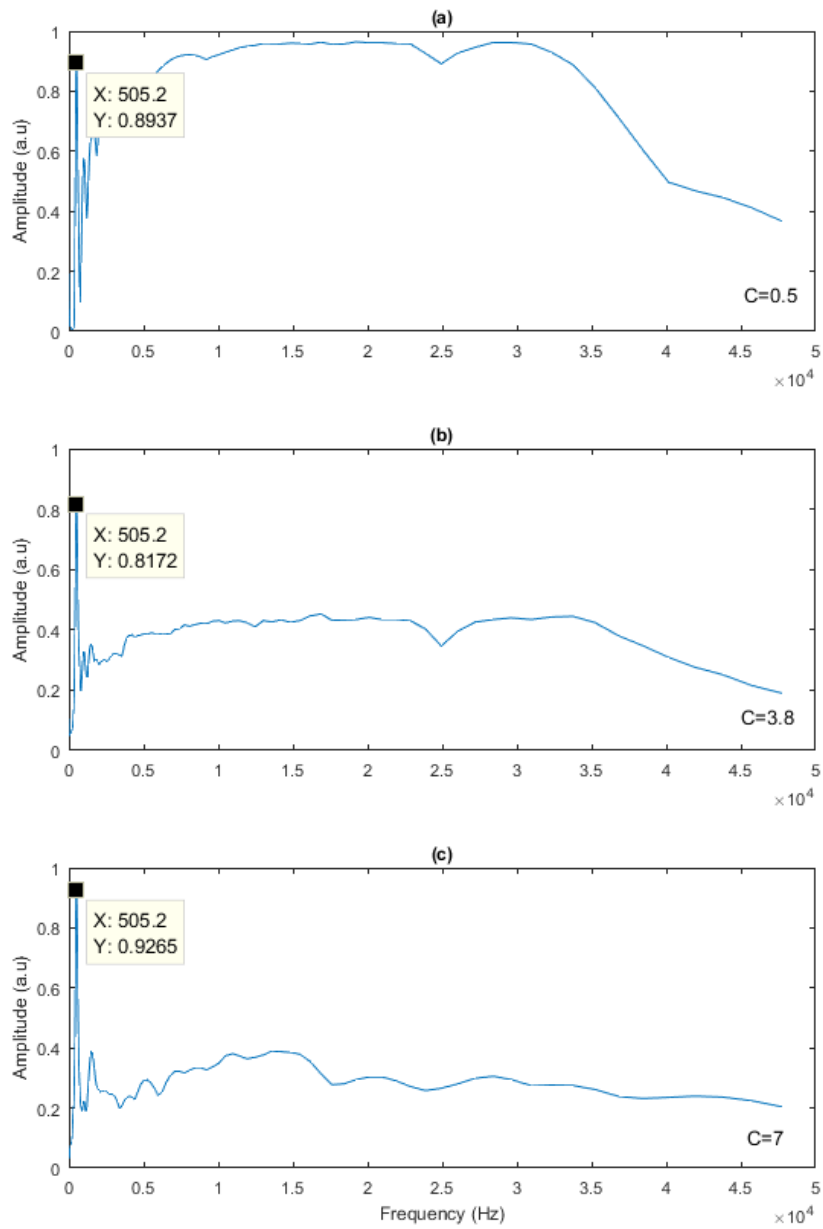 (a)
1
0.8
0.6
0.4
0.2
0
Amplitude (a.u)
X: 505.2
Y: 0.8937
C=0.5
0 0.5 1 1.5 2 2.5 3 3.5 4 4.5 5
×10⁴
(b)
1
0.8
0.6
0.4
0.2
0
Amplitude (a.u)
X: 505.2
Y: 0.8172
C=3.8
0 0.5 1 1.5 2 2.5 3 3.5 4 4.5 5
×10⁴
(c)
1
0.8
0.6
0.4
0.2
0
Amplitude (a.u)
X: 505.2
Y: 0.9265
C=7
0 0.5 1 1.5 2 2.5 3 3.5 4 4.5 5
Frequency (Hz)
×10⁴